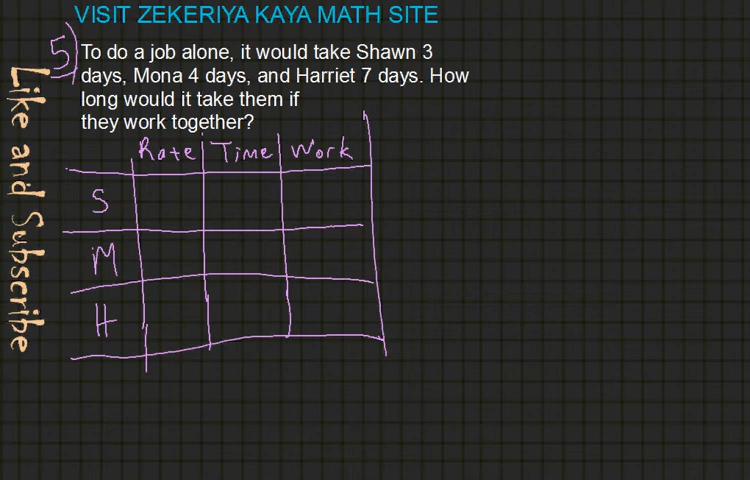 VISIT ZEKERIYA KAYA MATH SITE
5)
To do a job alone, it would take Shawn 3
days, Mona 4 days, and Harriet 7 days. How
long would it take them if
they work together?
Like and Subscribe
Rate Time Work
S
M
H